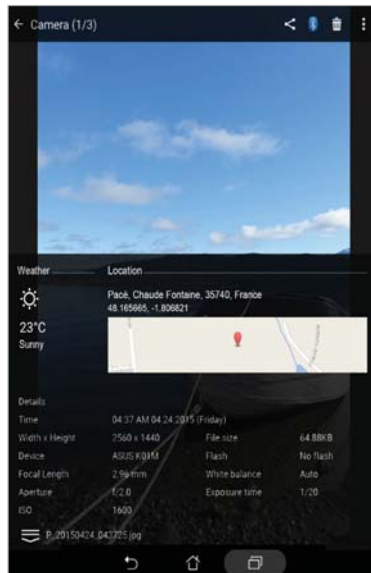 Camera (1/3)
Weather
Location
Pacé, Chaude Fontaine, 35740, France
48.165665, -1.806821
23°C
Sunny
Details
Time 04:37 AM 04.24.2015 (Friday)
Width x Height 2560 x 1440 File size 64.88KB
Device ASUS K01M Flash No flash
Focal Length 2.96 mm White balance Auto
Aperture f/2.0 Exposure time 1/20
ISO 1600
P_20150424_043725.jpg